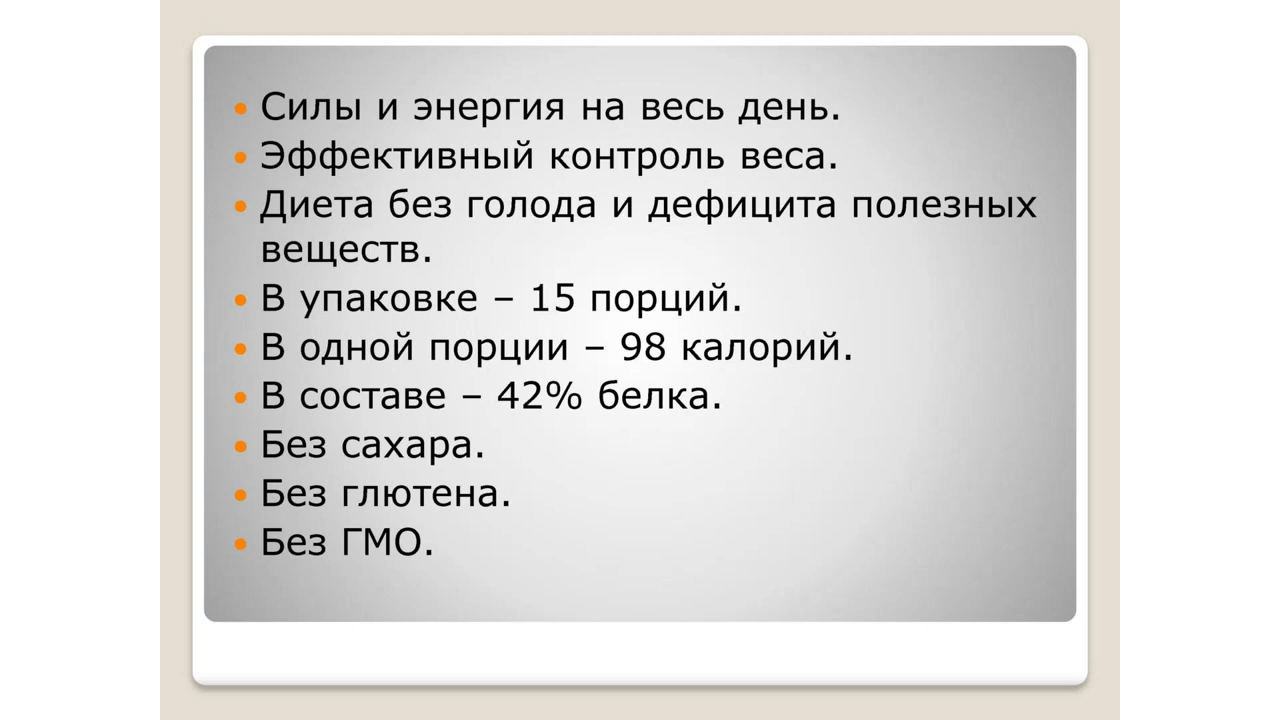 Силы и энергия на весь день.
Эффективный контроль веса.
Диета без голода и дефицита полезных
веществ.
В упаковке – 15 порций.
В одной порции – 98 калорий.
В составе – 42% белка.
Без сахара.
Без глютена.
Без ГМО.